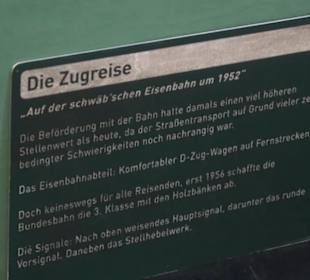 Die Zugreise
„Auf der schwäb'schen Eisenbahn um 1952"
Die Beförderung mit der Bahn hatte damals einen viel höheren
Stellenwert als heute, da der Straßentransport auf Grund vieler
bedingter Schwierigkeiten noch nachrangig war.
Das Eisenbahnabteil: Komfortabler D-Zug-Wagen auf Fernstrecken
Doch keineswegs für alle Reisenden, erst 1956 schaffte die
Bundesbahn die 3. Klasse mit den Holzbänken ab.
Die Signale: Nach oben weisendes Hauptsignal, darunter das runde
Vorsignal, Daneben das Stellhebelwerk.